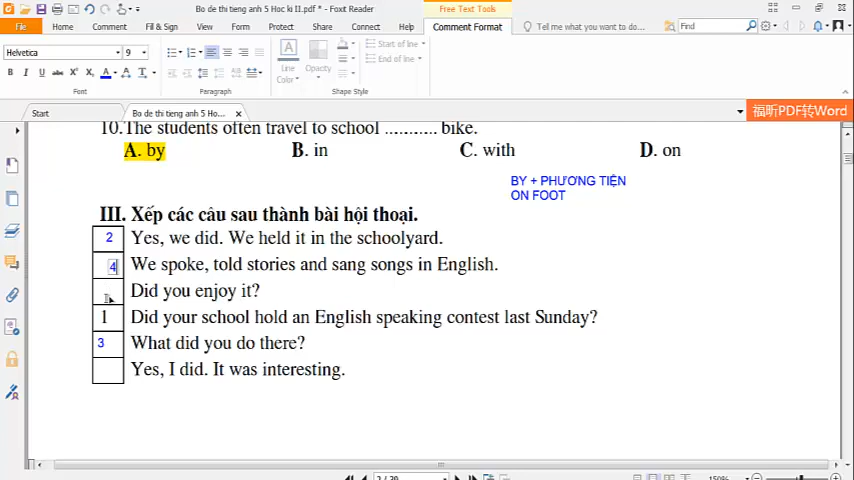 Bo de thi tieng anh 5 Hoc ki II.pdf * - Foxit Reader
Free Text Tools
File Home Comment Fill & Sign View Form Protect Share Connect Help Comment Format Tell me what you want to do... Find
Helvetica 9
Line Color Opacity Start of line
End of line
B I U abc X² X₂ A A T
Font Paragraph Shape Style
Start Bo de thi tieng anh 5 Hoc... × 福昕PDF转Word
10.The students often travel to school ........... bike.
A. by B. in C. with D. on
BY + PHƯƠNG TIỆN
ON FOOT
III. Xếp các câu sau thành bài hội thoại.
2 Yes, we did. We held it in the schoolyard.
4 We spoke, told stories and sang songs in English.
Did you enjoy it?
1 Did your school hold an English speaking contest last Sunday?
3 What did you do there?
Yes, I did. It was interesting.